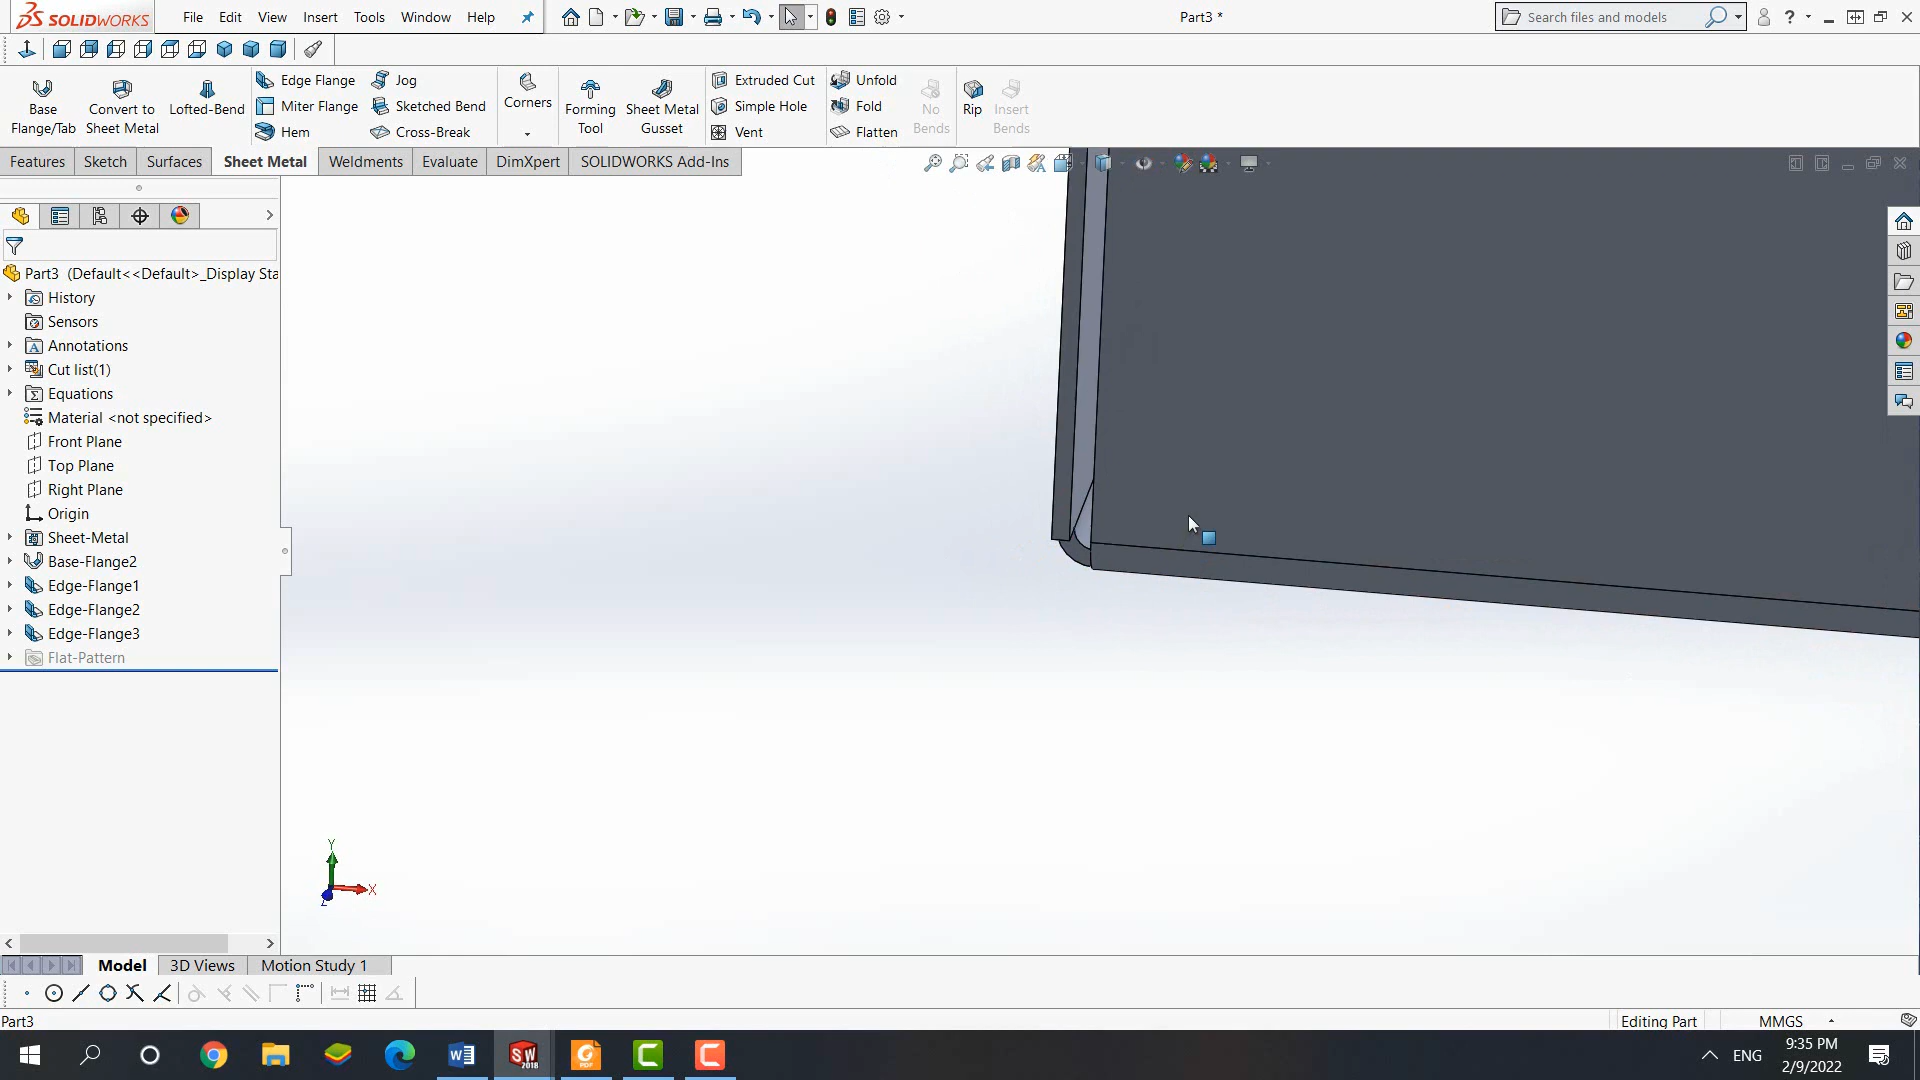 SOLIDWORKS File Edit View Insert Tools Window Help Part3 * Search files and models ?
Base Flange/Tab
Convert to Sheet Metal
Lofted-Bend
Edge Flange
Miter Flange
Hem
Jog
Sketched Bend
Cross-Break
Corners
Forming Tool
Sheet Metal Gusset
Extruded Cut
Simple Hole
Vent
Unfold
Fold
Flatten
No Bends
Rip
Insert Bends
Features Sketch Surfaces Sheet Metal Weldments Evaluate DimXpert SOLIDWORKS Add-Ins
Part3 (Default<<Default>_Display Sta
History
Sensors
Annotations
Cut list(1)
Equations
Material <not specified>
Front Plane
Top Plane
Right Plane
Origin
Sheet-Metal
Base-Flange2
Edge-Flange1
Edge-Flange2
Edge-Flange3
Flat-Pattern
Y
X
Z
Model 3D Views Motion Study 1
Part3 Editing Part MMGS
SW 2018
PDF
ENG
9:35 PM
2/9/2022